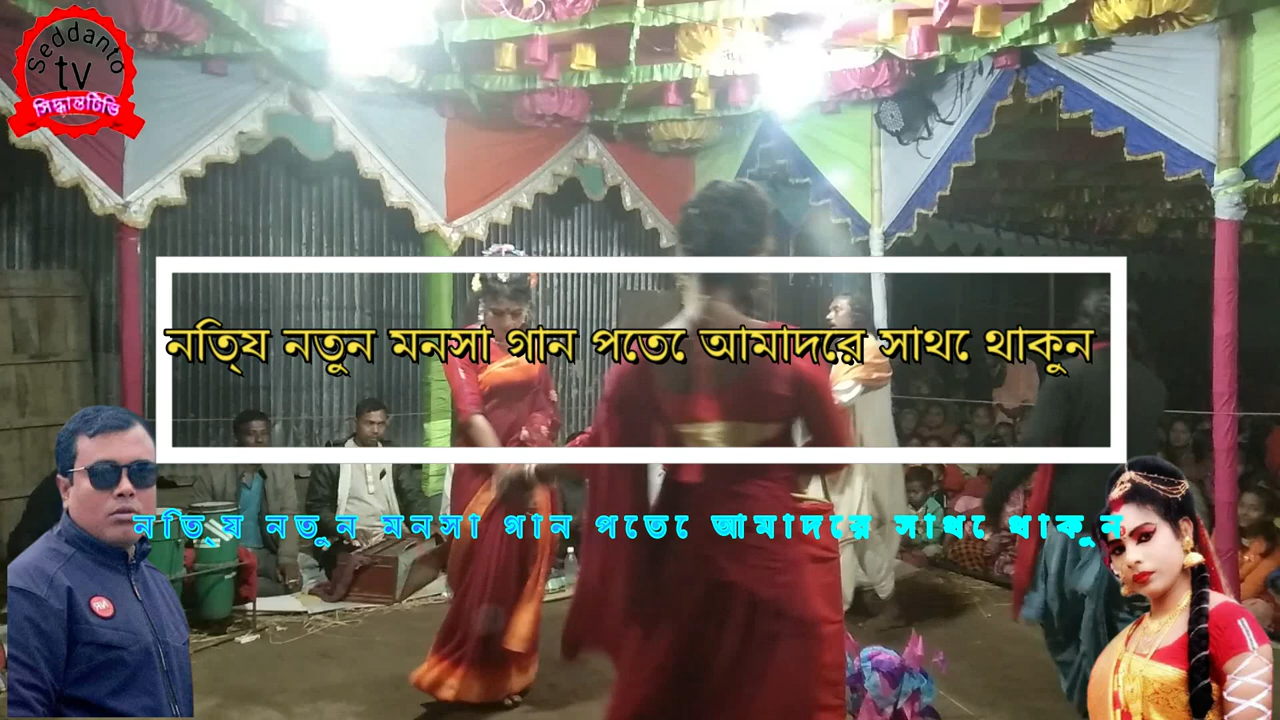 Seddanto
tv
সিদ্ধান্তটিভি
নতি্য নতুন মনসা গান পতেে আমাদরে সাথে থাকুন
নতি্য নতুন মনসা গান পতেে আমাদরে সাথে থাকুন